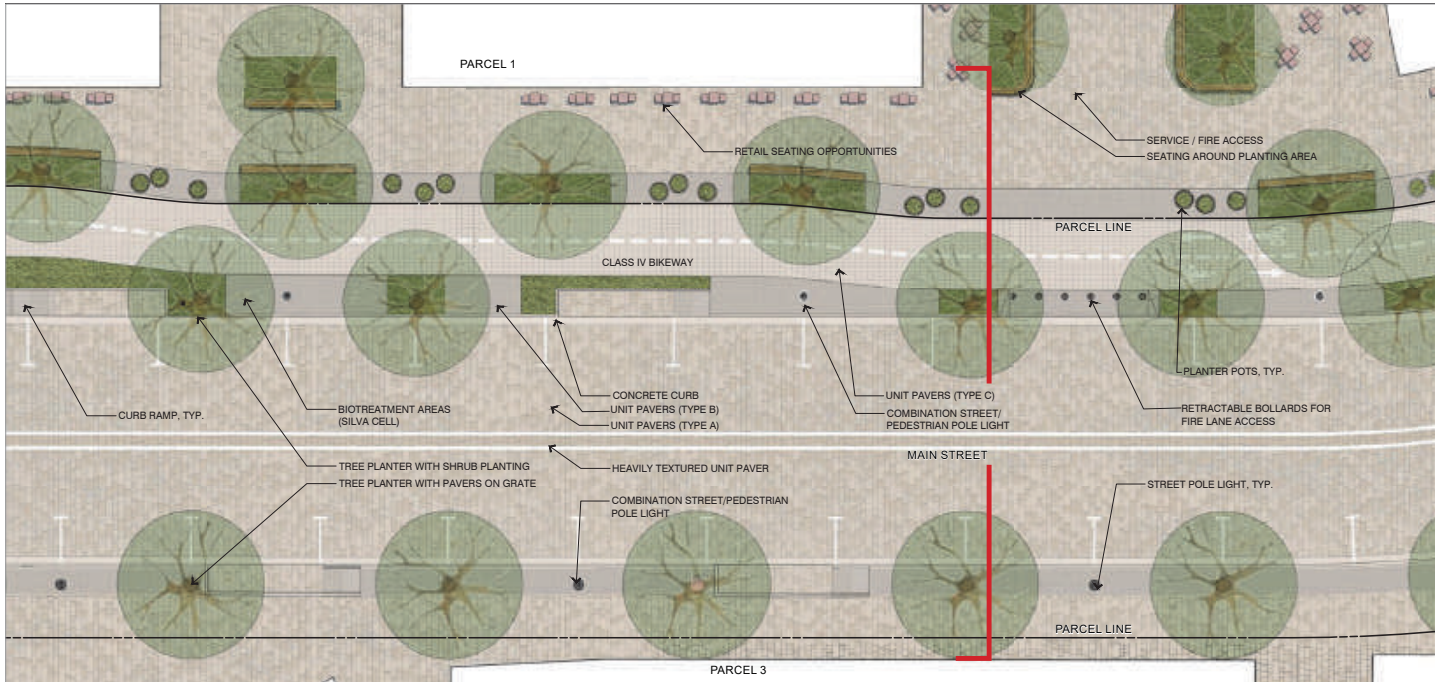 PARCEL 1
RETAIL SEATING OPPORTUNITIES
SERVICE / FIRE ACCESS
SEATING AROUND PLANTING AREA
PARCEL LINE
CLASS IV BIKEWAY
PLANTER POTS, TYP.
CURB RAMP, TYP.
BIOTREATMENT AREAS
(SILVA CELL)
CONCRETE CURB
UNIT PAVERS (TYPE B)
UNIT PAVERS (TYPE A)
UNIT PAVERS (TYPE C)
COMBINATION STREET/
PEDESTRIAN POLE LIGHT
RETRACTABLE BOLLARDS FOR
FIRE LANE ACCESS
MAIN STREET
TREE PLANTER WITH SHRUB PLANTING
TREE PLANTER WITH PAVERS ON GRATE
HEAVILY TEXTURED UNIT PAVER
COMBINATION STREET/PEDESTRIAN
POLE LIGHT
STREET POLE LIGHT, TYP.
PARCEL LINE
PARCEL 3